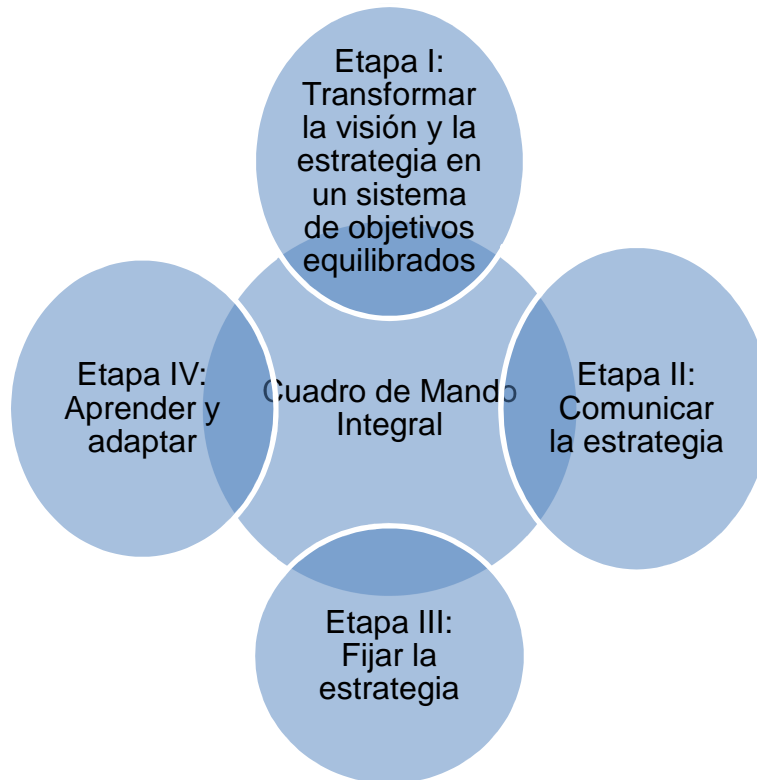 Etapa I:
Transformar
la visión y la
estrategia en
un sistema
de objetivos
equilibrados
Etapa IV:
Aprender y
adaptar
Cuadro de Mando
Integral
Etapa II:
Comunicar
la estrategia
Etapa III:
Fijar la
estrategia